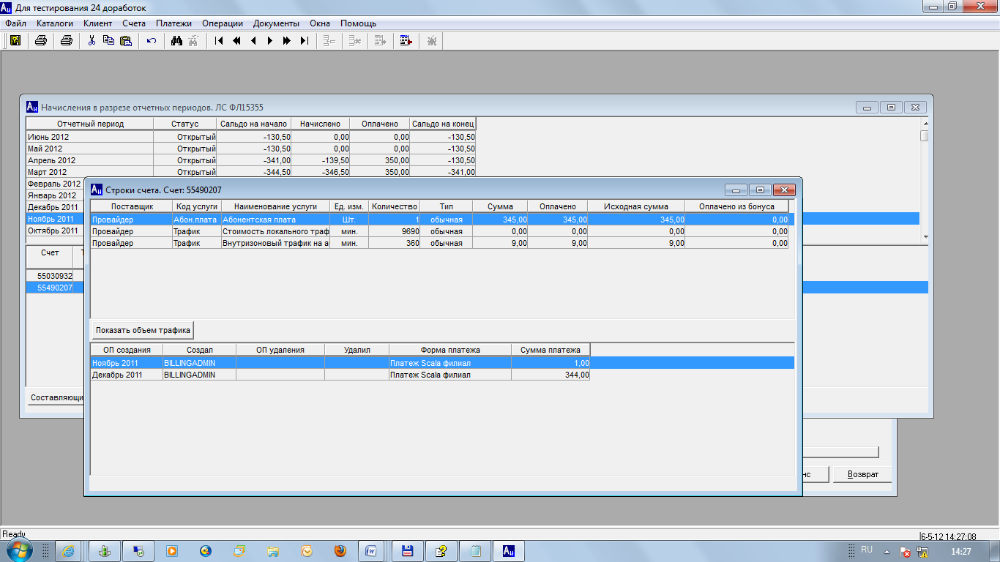 Для тестирования 24 доработок
Файл Каталоги Клиент Счета Платежи Операции Документы Окна Помощь
Начисления в разрезе отчетных периодов. ЛС ФЛ15355
Отчетный период Статус Сальдо на начало Начислено Оплачено Сальдо на конец
Июнь 2012 Открытый -130,50 0,00 0,00 -130,50
Май 2012 Открытый -130,50 0,00 0,00 -130,50
Апрель 2012 Открытый -341,00 -139,50 350,00 -130,50
Март 2012 Открытый -344,50 -346,50 350,00 -341,00
Февраль 2012
Январь 2012
Декабрь 2011
Ноябрь 2011
Октябрь 2011
Счет
55030932
55490207
Составляющи
Строки счета. Счет: 55490207
Поставщик Код услуги Наименование услуги Ед. изм. Количество Тип Сумма Оплачено Исходная сумма Оплачено из бонуса
Провайдер Абон.плата Абонентская плата Шт. 1 обычная 345,00 345,00 345,00 0,00
Провайдер Трафик Стоимость локального траф мин. 9690 обычная 0,00 0,00 0,00 0,00
Провайдер Трафик Внутризоновый трафик на а мин. 360 обычная 9,00 9,00 9,00 0,00
Показать объем трафика
ОП создания Создал ОП удаления Удалил Форма платежа Сумма платежа
Ноябрь 2011 BILLINGADMIN Платеж Scala филиал 1,00
Декабрь 2011 BILLINGADMIN Платеж Scala филиал 344,00
нс Возврат
Ready 6-5-12 14:27:08
RU 14:27